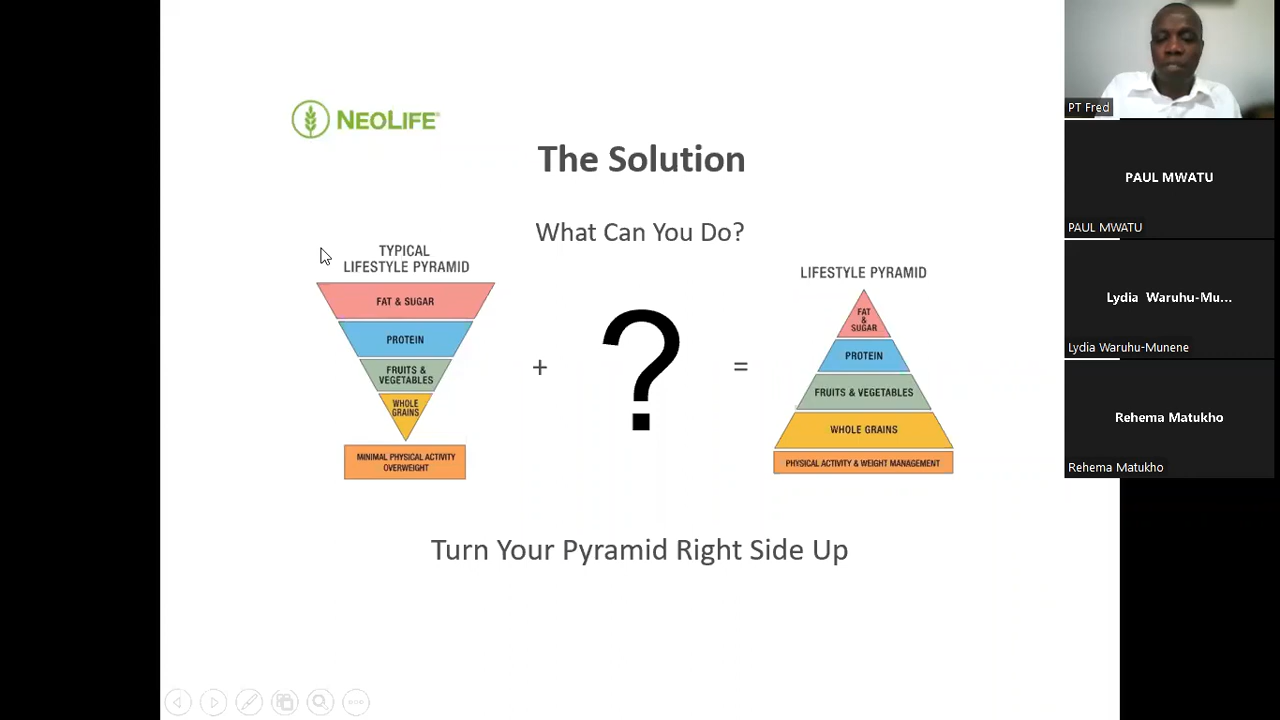 NEOLIFE
The Solution
What Can You Do?
TYPICAL
LIFESTYLE PYRAMID
FAT & SUGAR
PROTEIN
FRUITS &
VEGETABLES
WHOLE
GRAINS
MINIMAL PHYSICAL ACTIVITY
OVERWEIGHT
+
?
=
LIFESTYLE PYRAMID
FAT
&
SUGAR
PROTEIN
FRUITS & VEGETABLES
WHOLE GRAINS
PHYSICAL ACTIVITY & WEIGHT MANAGEMENT
Turn Your Pyramid Right Side Up
PT Fred
PAUL MWATU
PAUL MWATU
Lydia Waruhu-Mu...
Lydia Waruhu-Munene
Rehema Matukho
Rehema Matukho